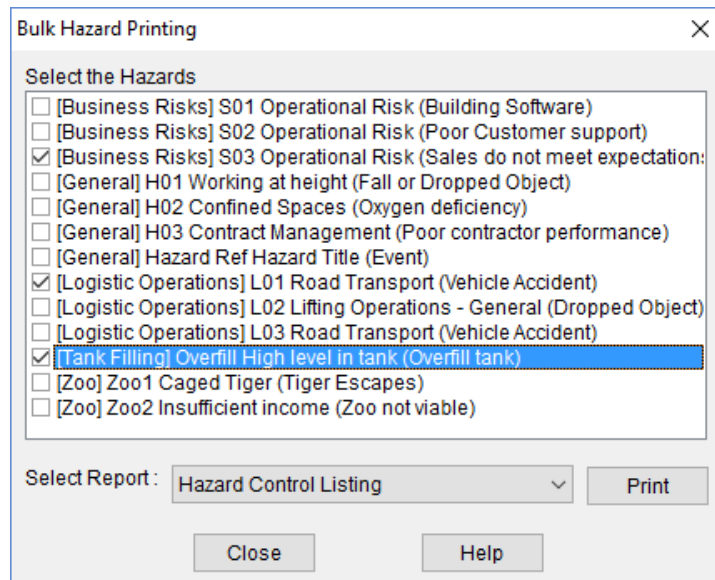 Bulk Hazard Printing
Select the Hazards
[Business Risks] S01 Operational Risk (Building Software)
[Business Risks] S02 Operational Risk (Poor Customer support)
[Business Risks] S03 Operational Risk (Sales do not meet expectations
[General] H01 Working at height (Fall or Dropped Object)
[General] H02 Confined Spaces (Oxygen deficiency)
[General] H03 Contract Management (Poor contractor performance)
[General] Hazard Ref Hazard Title (Event)
[Logistic Operations] L01 Road Transport (Vehicle Accident)
[Logistic Operations] L02 Lifting Operations - General (Dropped Object)
[Logistic Operations] L03 Road Transport (Vehicle Accident)
[Tank Filling] Overfill High level in tank (Overfill tank)
[Zoo] Zoo1 Caged Tiger (Tiger Escapes)
[Zoo] Zoo2 Insufficient income (Zoo not viable)
Select Report : Hazard Control Listing Print
Close Help